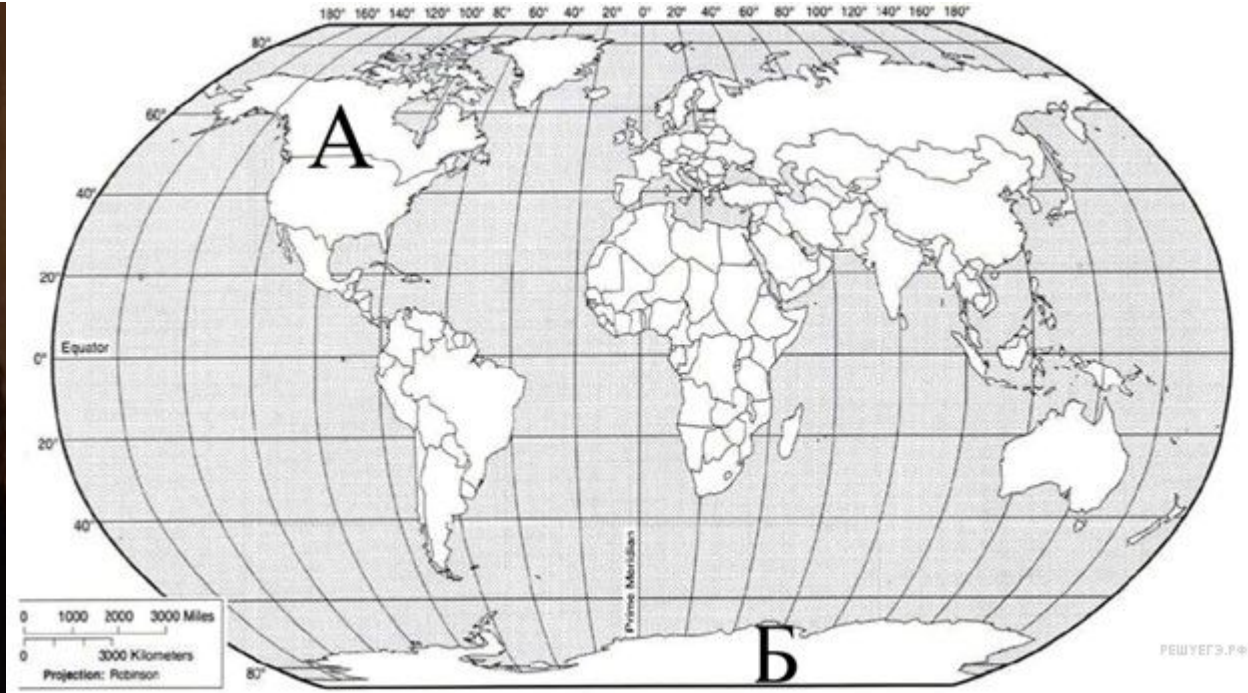 180° 160° 140° 120° 100° 80° 60° 40° 20° 0° 20° 40° 60° 80° 100° 120° 140° 160° 180°
80°
60°
А
40°
20°
Equator
0°
20°
40°
Prime Meridian
0 1000 2000 3000 Miles
0 3000 Kilometers
Projection: Robinson
80°
Б
РЕШУЕГЭ.РФ